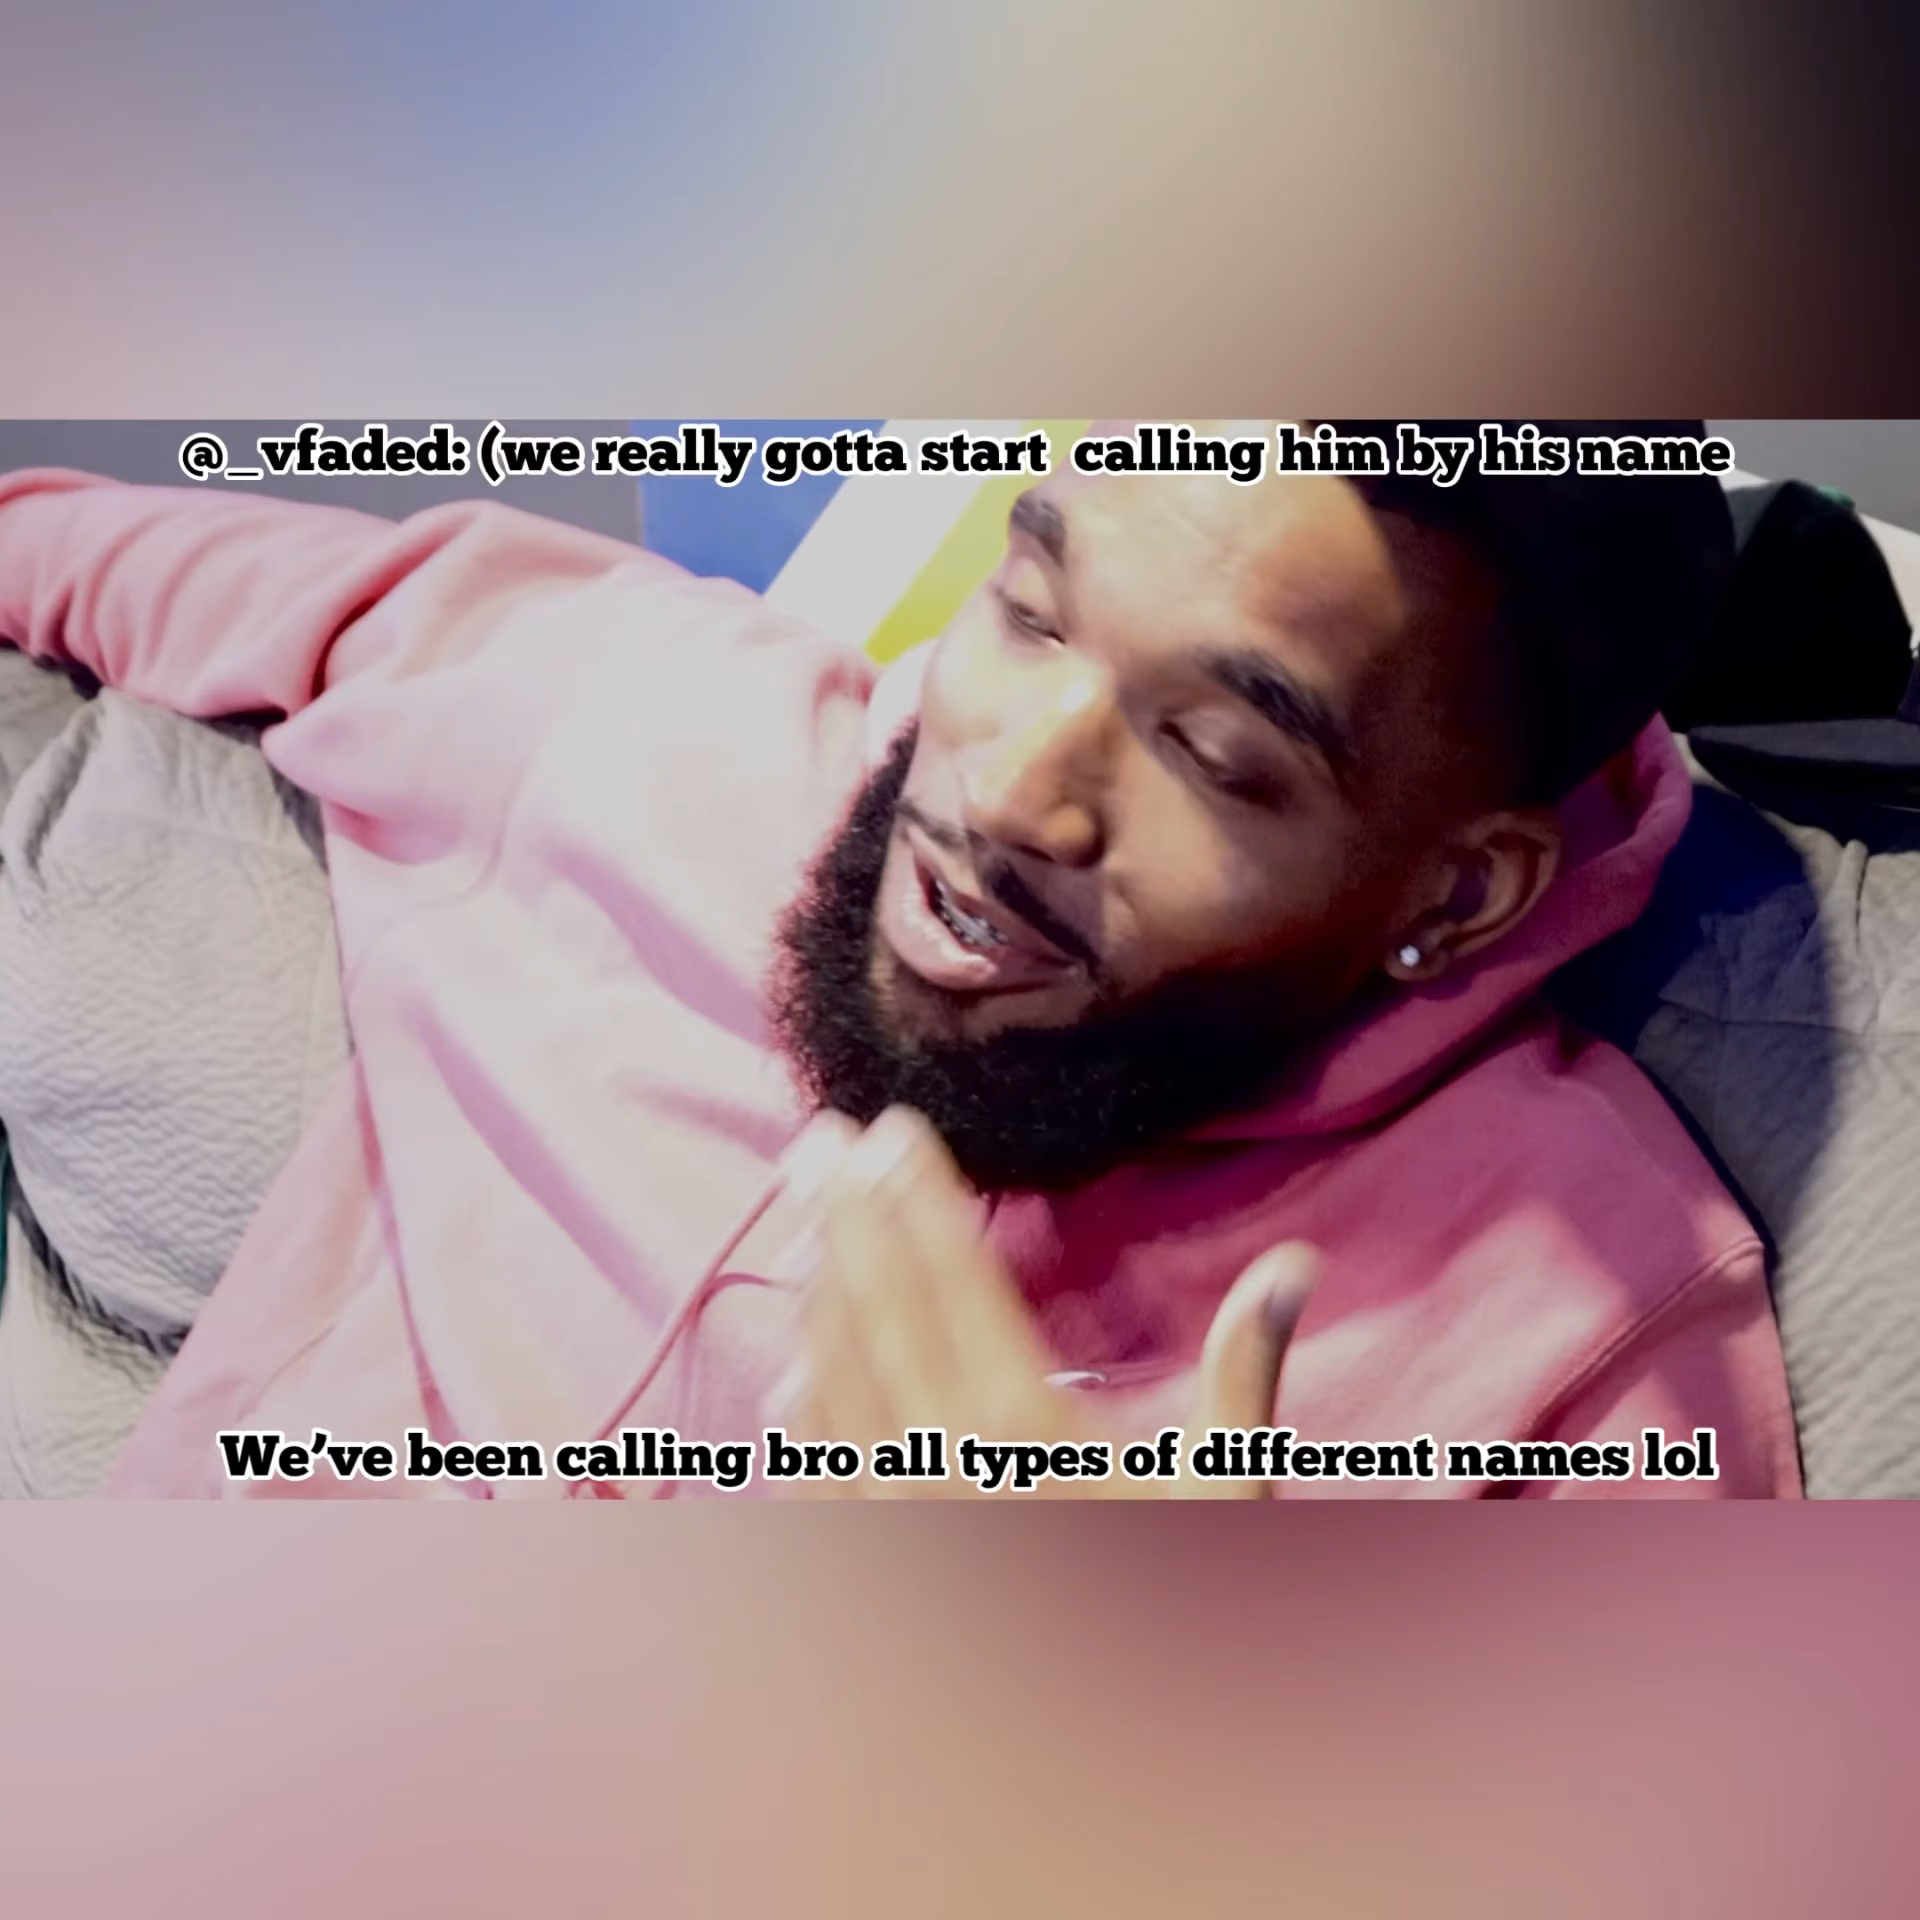 @_vfaded: (we really gotta start calling him by his name
We’ve been calling bro all types of different names lol